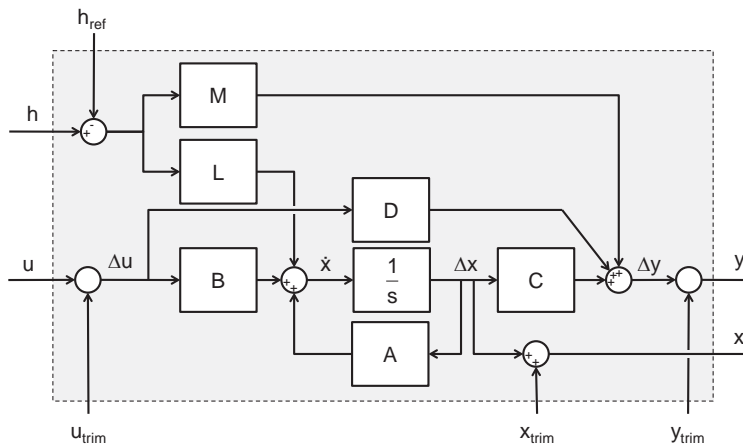 h_ref
M
h
-
+
L
D
u
Δu
B
+
+
ẋ
1
s
Δx
C
+
+
+
Δy
y
A
+
+
x
u_trim
x_trim
y_trim